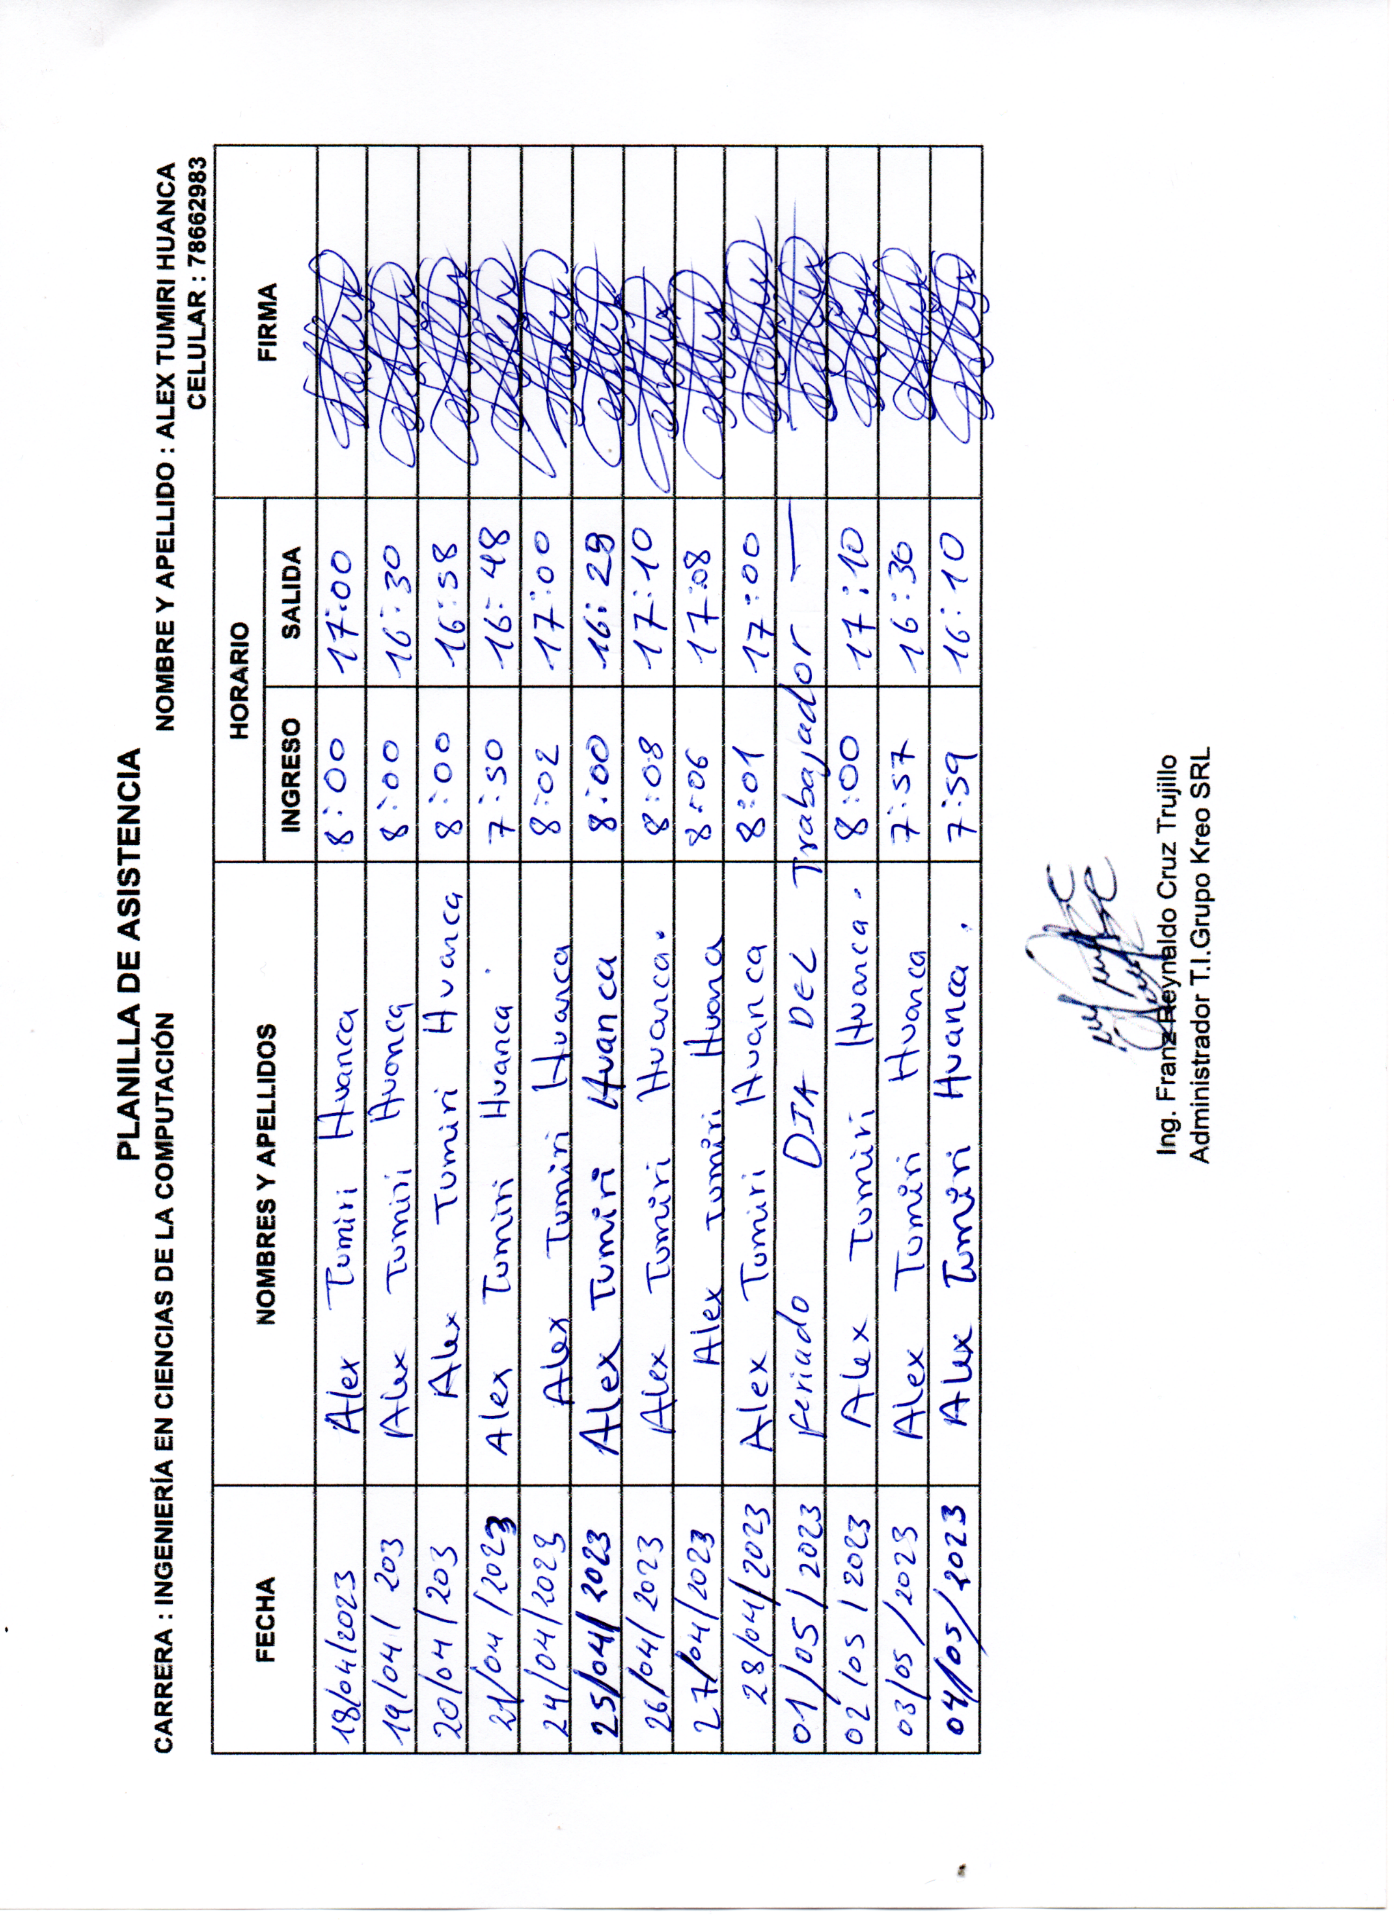 PLANILLA DE ASISTENCIA
CARRERA : INGENIERÍA EN CIENCIAS DE LA COMPUTACIÓN NOMBRE Y APELLIDO : ALEX TUMIRI HUANCA
CELULAR : 78662983
FECHA NOMBRES Y APELLIDOS HORARIO FIRMA
INGRESO SALIDA
18/04/2023 Alex Tumiri Huanca 8:00 17:00
19/04/203 Alex Tumiri Huanca 8:00 16:30
20/04/203 Alex Tumiri Huanca 8:00 16:58
21/04/2023 Alex Tumiri Huanca 7:50 16:48
24/04/2023 Alex Tumiri Huanca 8:02 17:00
25/04/2023 Alex Tumiri Huanca 8:00 16:29
26/04/2023 Alex Tumiri Huanca. 8:08 17:10
27/04/2023 Alex Tumiri Huana 8:06 17:08
28/04/2023 Alex Tumiri Huanca 8:01 17:00
01/05/2023 feriado DIA DEL Trabajador —
02/05/2023 Alex Tumiri Huanca. 8:00 17:10
03/05/2023 Alex Tumiri Huanca 7:57 16:30
04/05/2023 Alex Tumiri Huanca. 7:59 16:10
Ing. Franz Reynaldo Cruz Trujillo
Administrador T.I.Grupo Kreo SRL